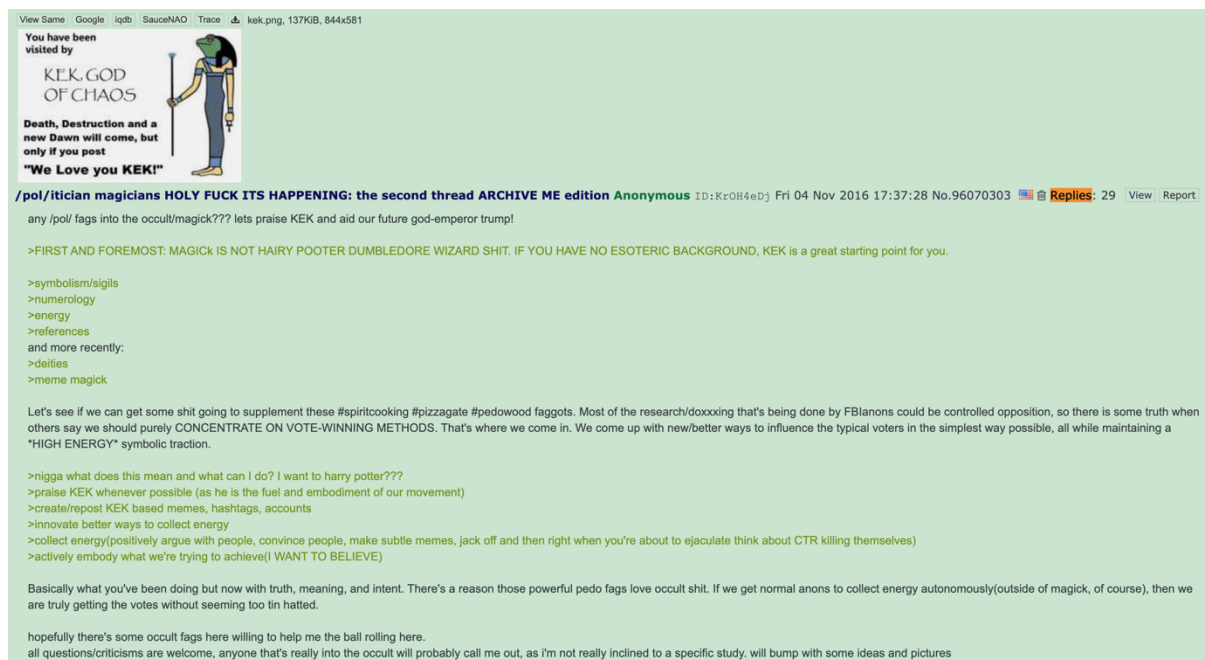 View Same Google iqdb SauceNAO Trace kek.png, 137KiB, 844x581
You have been
visited by
KEK GOD
OF CHAOS
Death, Destruction and a
new Dawn will come, but
only if you post
"We Love you KEK!"
/pol/itician magicians HOLY FUCK ITS HAPPENING: the second thread ARCHIVE ME edition Anonymous ID:KrOH4eDj Fri 04 Nov 2016 17:37:28 No.96070303 Replies: 29 View Report
any /pol/ fags into the occult/magick??? lets praise KEK and aid our future god-emperor trump!
>FIRST AND FOREMOST: MAGICk IS NOT HAIRY POOTER DUMBLEDORE WIZARD SHIT. IF YOU HAVE NO ESOTERIC BACKGROUND, KEK is a great starting point for you.
>symbolism/sigils
>numerology
>energy
>references
and more recently:
>deities
>meme magick
Let's see if we can get some shit going to supplement these #spiritcooking #pizzagate #pedowood faggots. Most of the research/doxxxing that's being done by FBIanons could be controlled opposition, so there is some truth when
others say we should purely CONCENTRATE ON VOTE-WINNING METHODS. That's where we come in. We come up with new/better ways to influence the typical voters in the simplest way possible, all while maintaining a
*HIGH ENERGY* symbolic traction.
>nigga what does this mean and what can I do? I want to harry potter???
>praise KEK whenever possible (as he is the fuel and embodiment of our movement)
>create/repost KEK based memes, hashtags, accounts
>innovate better ways to collect energy
>collect energy(positively argue with people, convince people, make subtle memes, jack off and then right when you're about to ejaculate think about CTR killing themselves)
>actively embody what we're trying to achieve(I WANT TO BELIEVE)
Basically what you've been doing but now with truth, meaning, and intent. There's a reason those powerful pedo fags love occult shit. If we get normal anons to collect energy autonomously(outside of magick, of course), then we
are truly getting the votes without seeming too tin hatted.
hopefully there's some occult fags here willing to help me the ball rolling here.
all questions/criticisms are welcome, anyone that's really into the occult will probably call me out, as i'm not really inclined to a specific study. will bump with some ideas and pictures